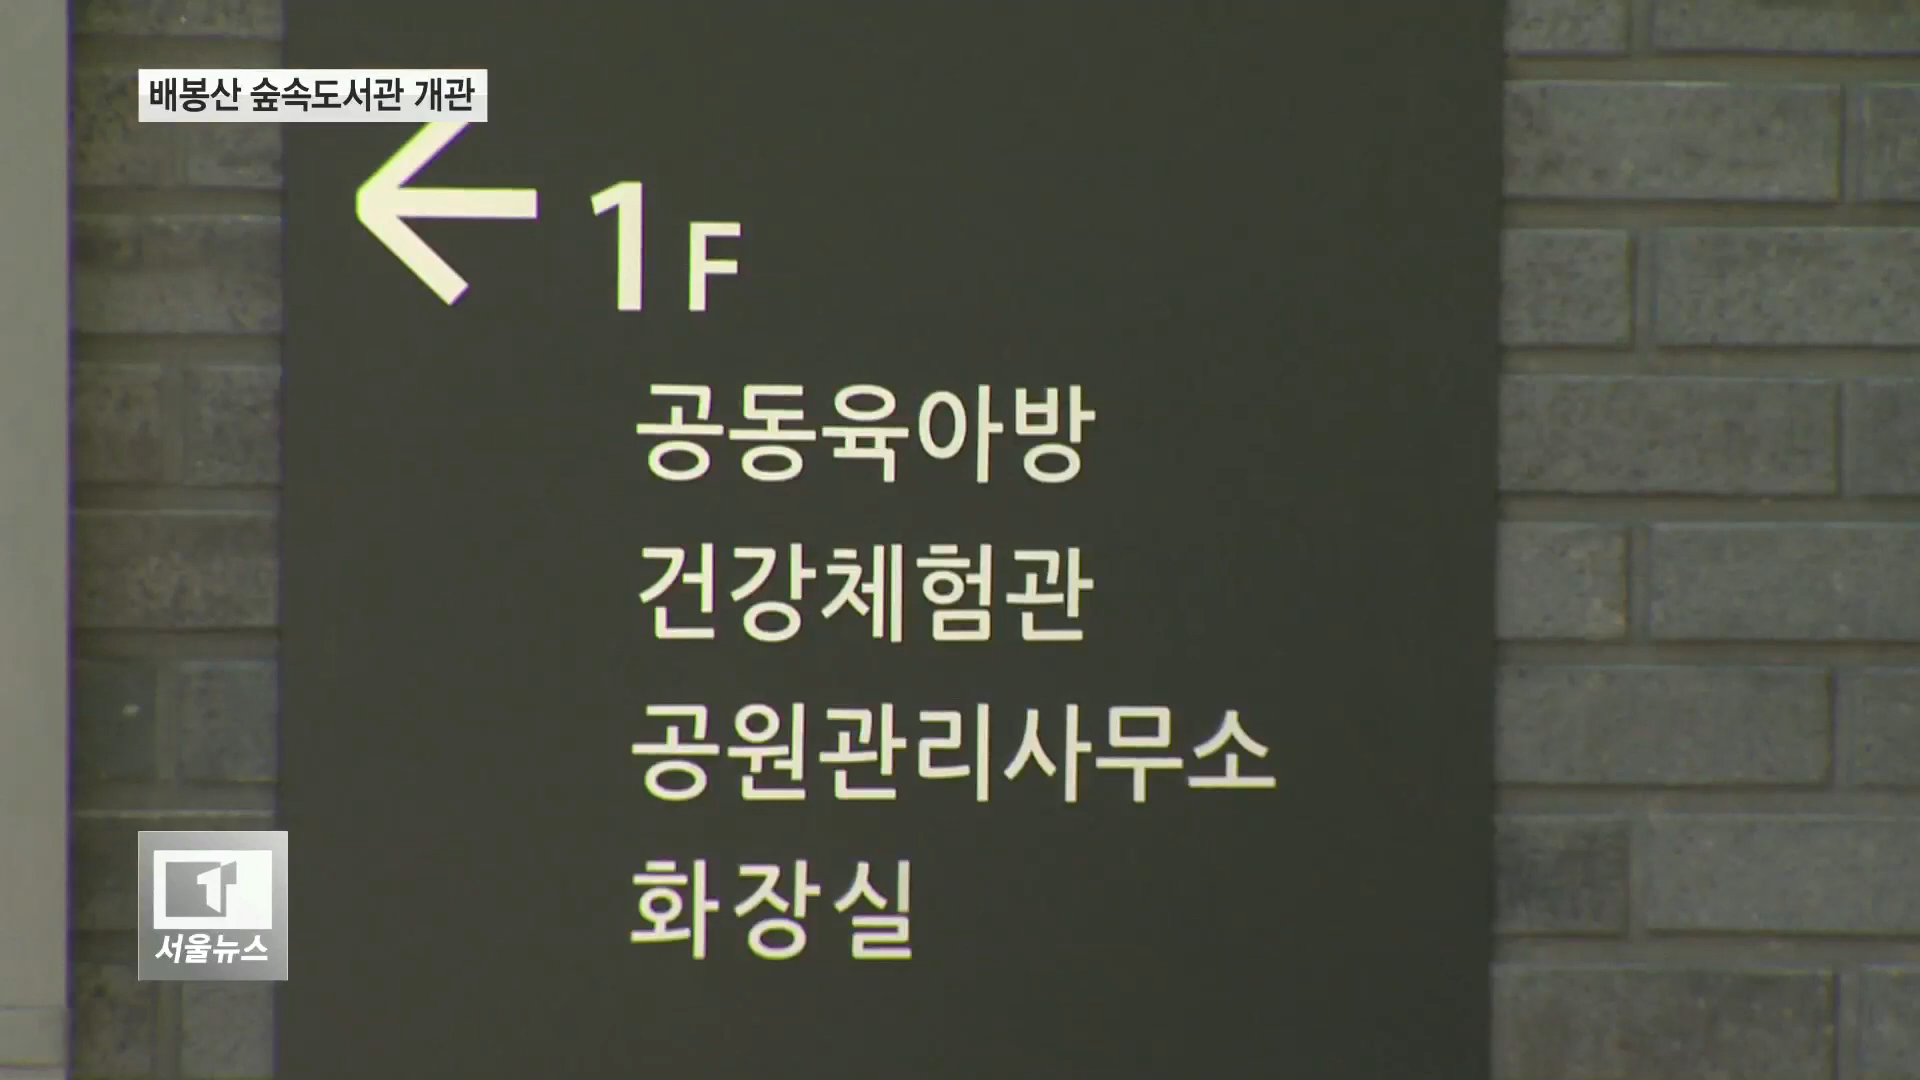 배봉산 숲속도서관 개관
← 1F
공동육아방
건강체험관
공원관리사무소
화장실
서울뉴스